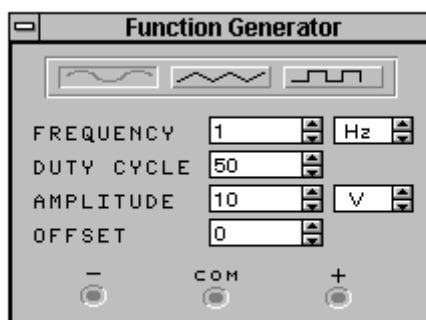 Function Generator
FREQUENCY 1 Hz
DUTY CYCLE 50
AMPLITUDE 10 V
OFFSET 0
− COM +